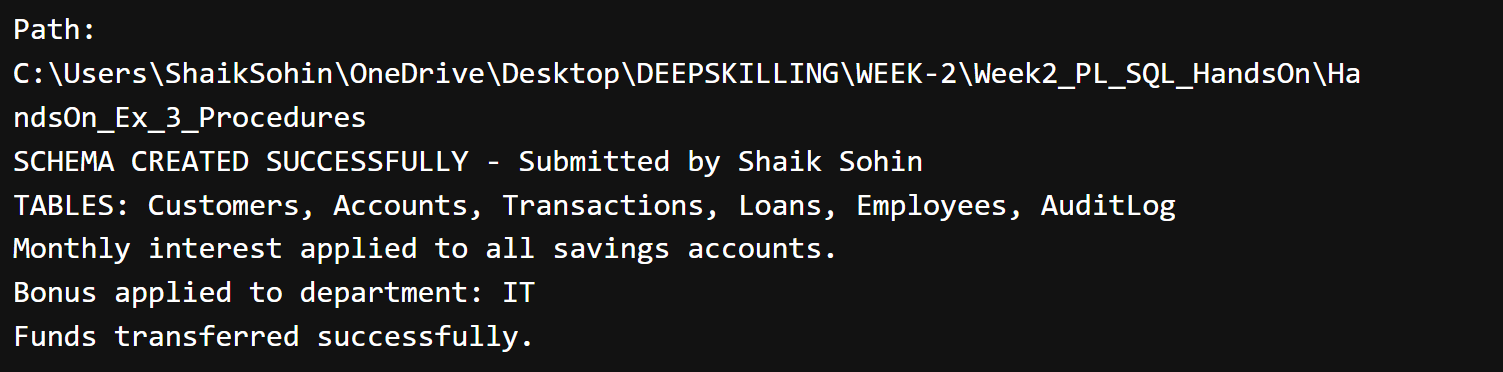 Path:
C:\Users\ShaikSohin\OneDrive\Desktop\DEEPSKILLING\WEEK-2\Week2_PL_SQL_HandsOn\Ha
ndsOn_Ex_3_Procedures
SCHEMA CREATED SUCCESSFULLY - Submitted by Shaik Sohin
TABLES: Customers, Accounts, Transactions, Loans, Employees, AuditLog
Monthly interest applied to all savings accounts.
Bonus applied to department: IT
Funds transferred successfully.